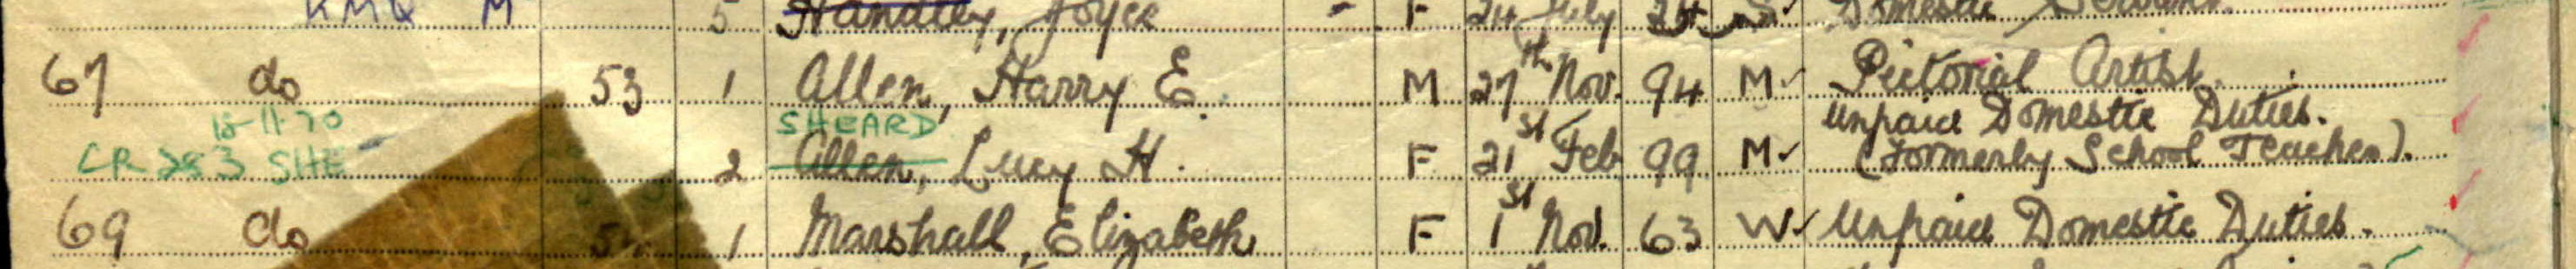 KMQ M 5 Handley, Joyce - F 24 July 24 S Domestic Servant.
67 do 53 1 Allen, Harry E. M 27th Nov. 94 M Pictorial Artist.
18-11-70 SHEARD Unpaid Domestic Duties.
CR 283 SHE 2 Allen, Lucy H. F 21st Feb 99 M (Formerly School Teacher).
69 do 1 Marshall, Elizabeth F 1st Nov. 63 W Unpaid Domestic Duties.